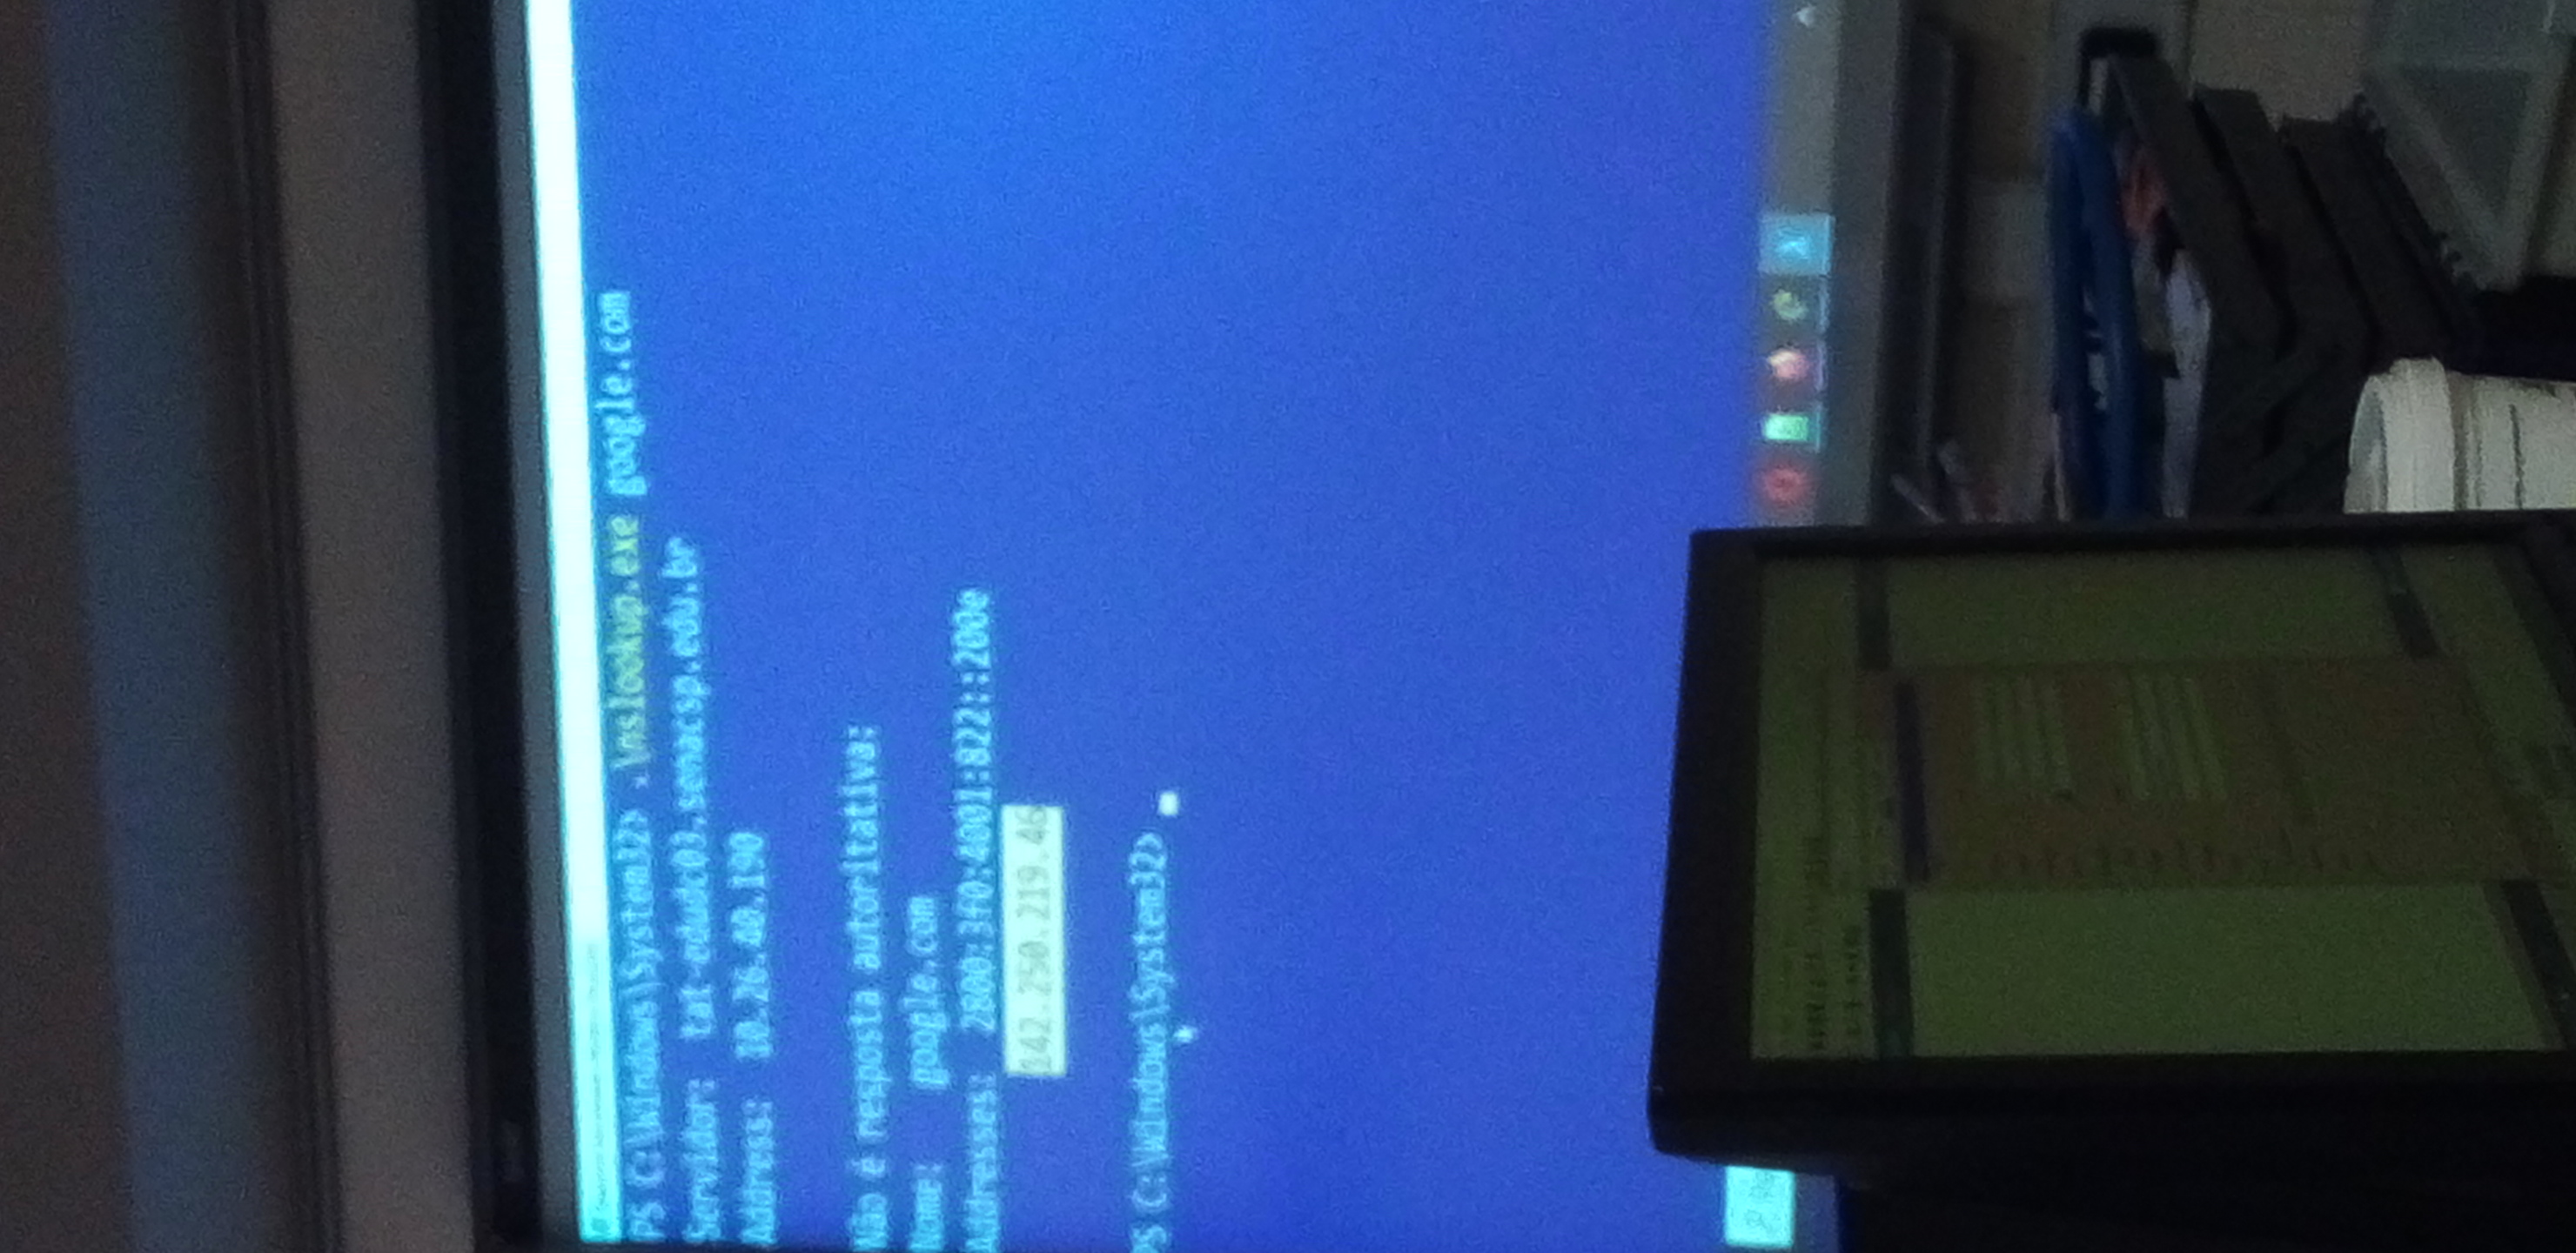 PS C:\Windows\System32> .\nslookup.exe google.com
Servidor:  tat-edudc03.senacsp.edu.br
Address:  10.26.40.190
Não é resposta autoritativa:
Nome:    google.com
Addresses:  2800:3f0:4001:822::200e
142.250.219.46
PS C:\Windows\System32> _